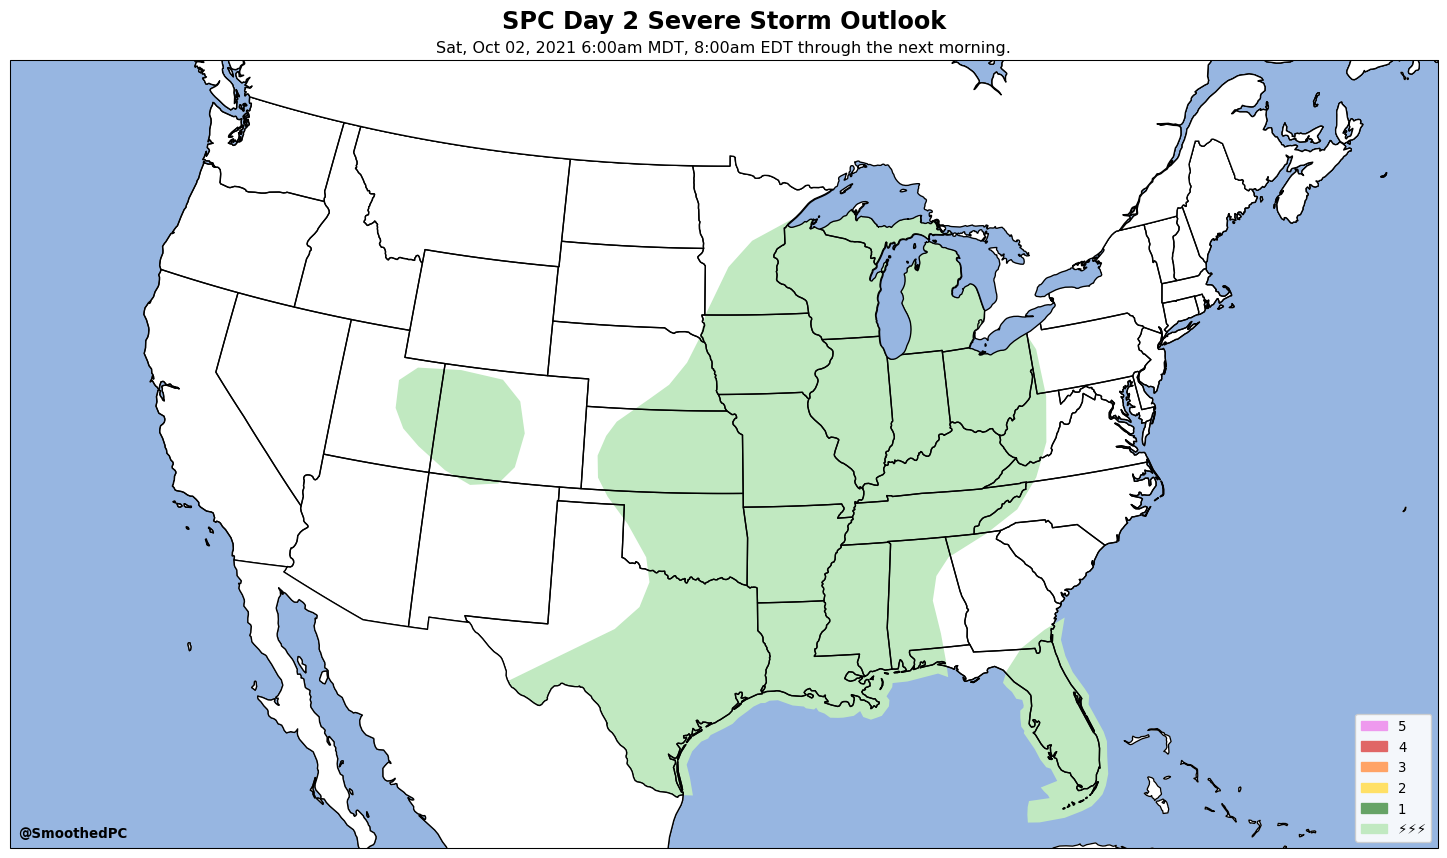 SPC Day 2 Severe Storm Outlook
Sat, Oct 02, 2021 6:00am MDT, 8:00am EDT through the next morning.
5
4
3
2
1
⚡⚡⚡
@SmoothedPC